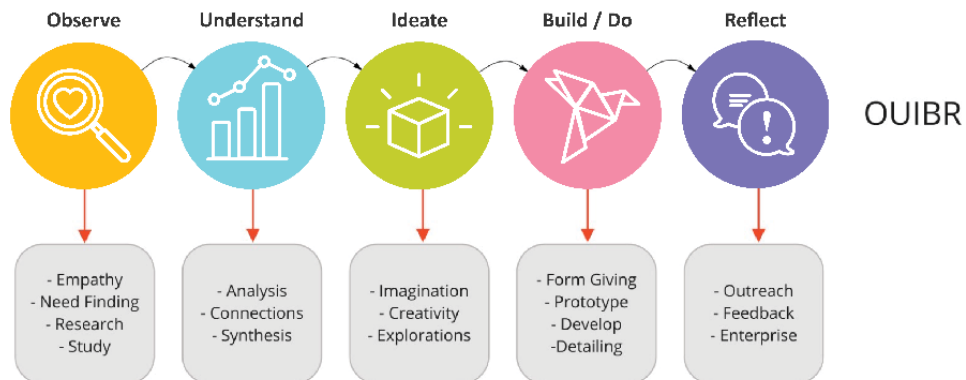 Observe
Understand
Ideate
Build / Do
Reflect
OUIBR
- Empathy
- Need Finding
- Research
- Study
- Analysis
- Connections
- Synthesis
- Imagination
- Creativity
- Explorations
- Form Giving
- Prototype
- Develop
-Detailing
- Outreach
- Feedback
- Enterprise